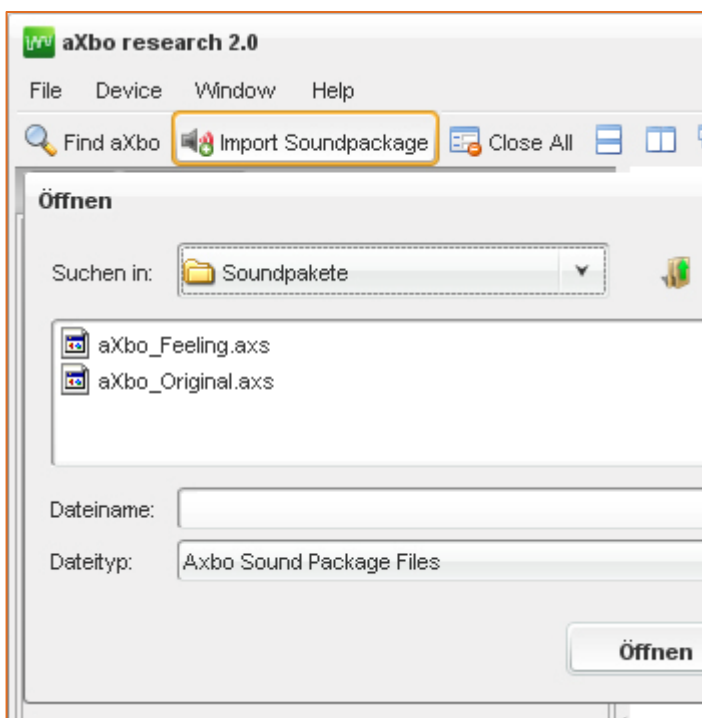 aXbo research 2.0
File Device Window Help
Find aXbo Import Soundpackage Close All
Öffnen
Suchen in: Soundpakete
aXbo_Feeling.axs
aXbo_Original.axs
Dateiname:
Dateityp: Axbo Sound Package Files
Öffnen